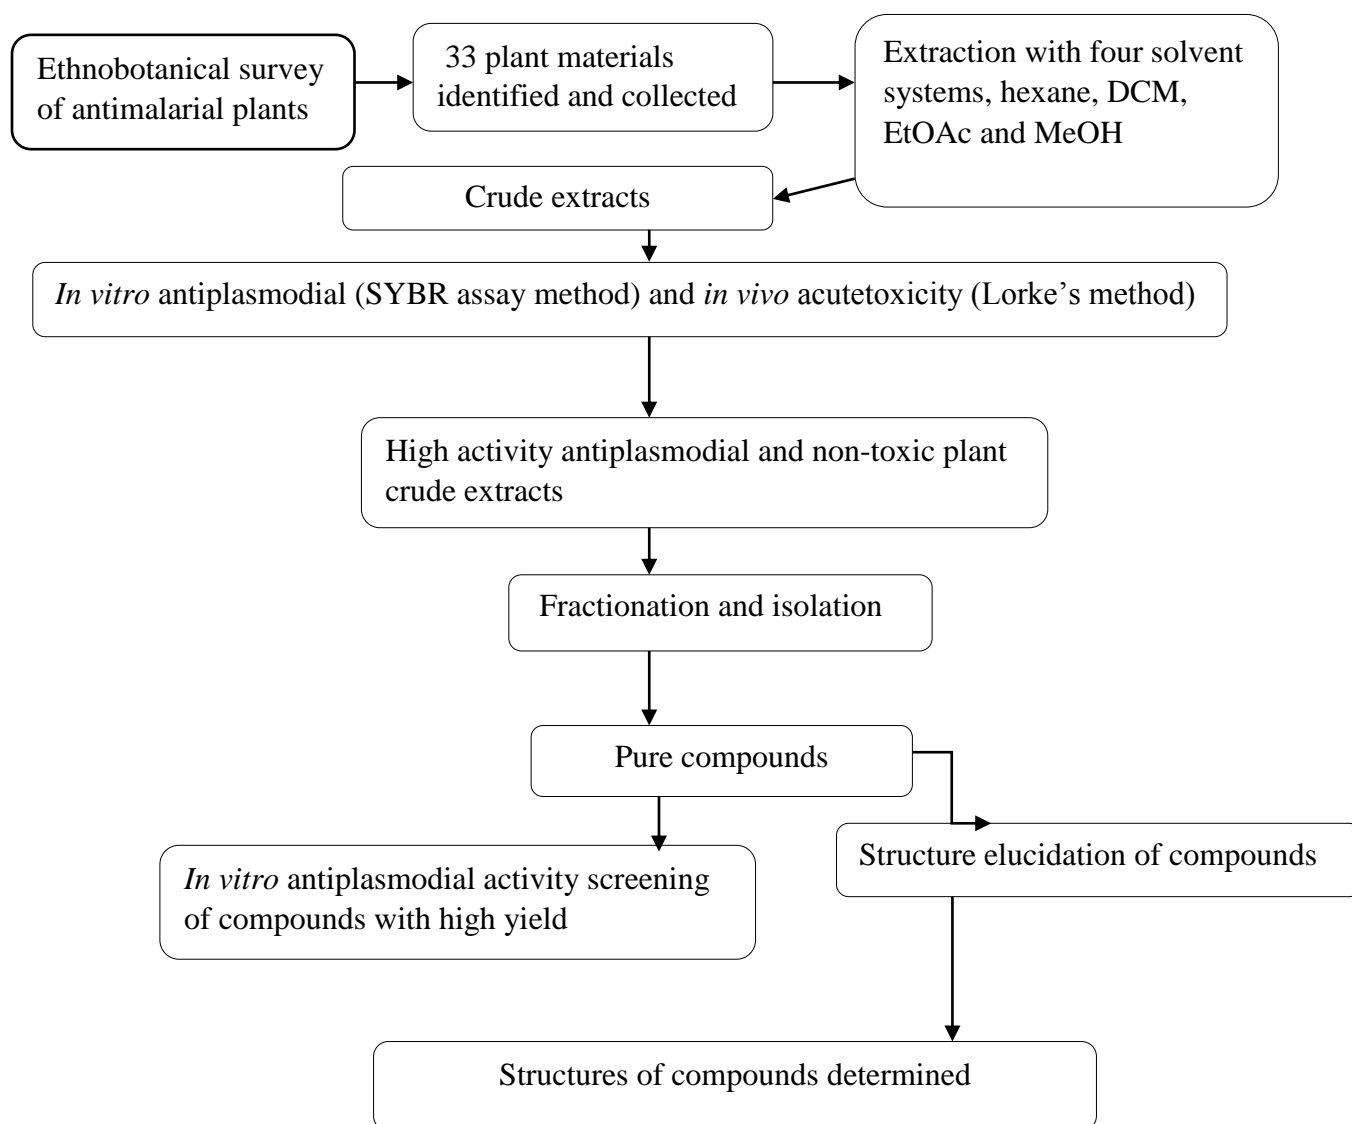 Ethnobotanical survey
of antimalarial plants
33 plant materials
identified and collected
Extraction with four solvent
systems, hexane, DCM,
EtOAc and MeOH
Crude extracts
In vitro antiplasmodial (SYBR assay method) and in vivo acutetoxicity (Lorke’s method)
High activity antiplasmodial and non-toxic plant
crude extracts
Fractionation and isolation
Pure compounds
In vitro antiplasmodial activity screening
of compounds with high yield
Structure elucidation of compounds
Structures of compounds determined